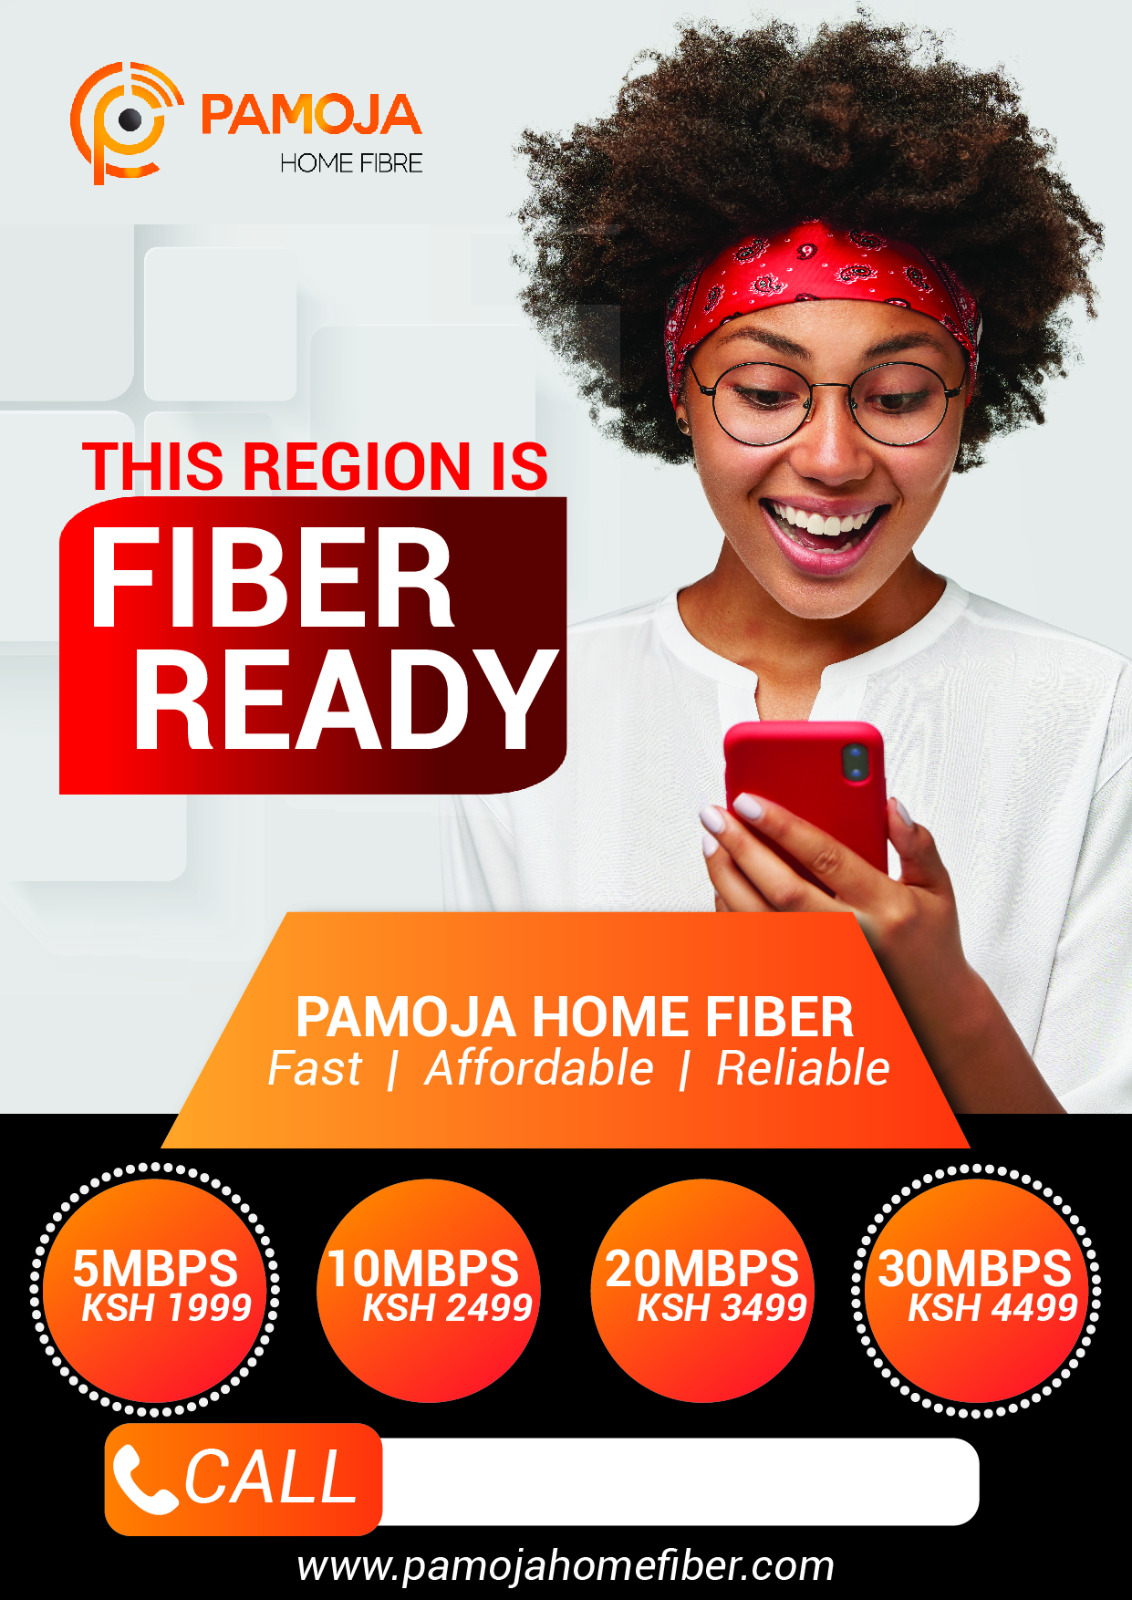 PAMOJA
HOME FIBRE
THIS REGION IS
FIBER
READY
PAMOJA HOME FIBER
Fast | Affordable | Reliable
5MBPS
KSH 1999
10MBPS
KSH 2499
20MBPS
KSH 3499
30MBPS
KSH 4499
CALL
www.pamojahomefiber.com